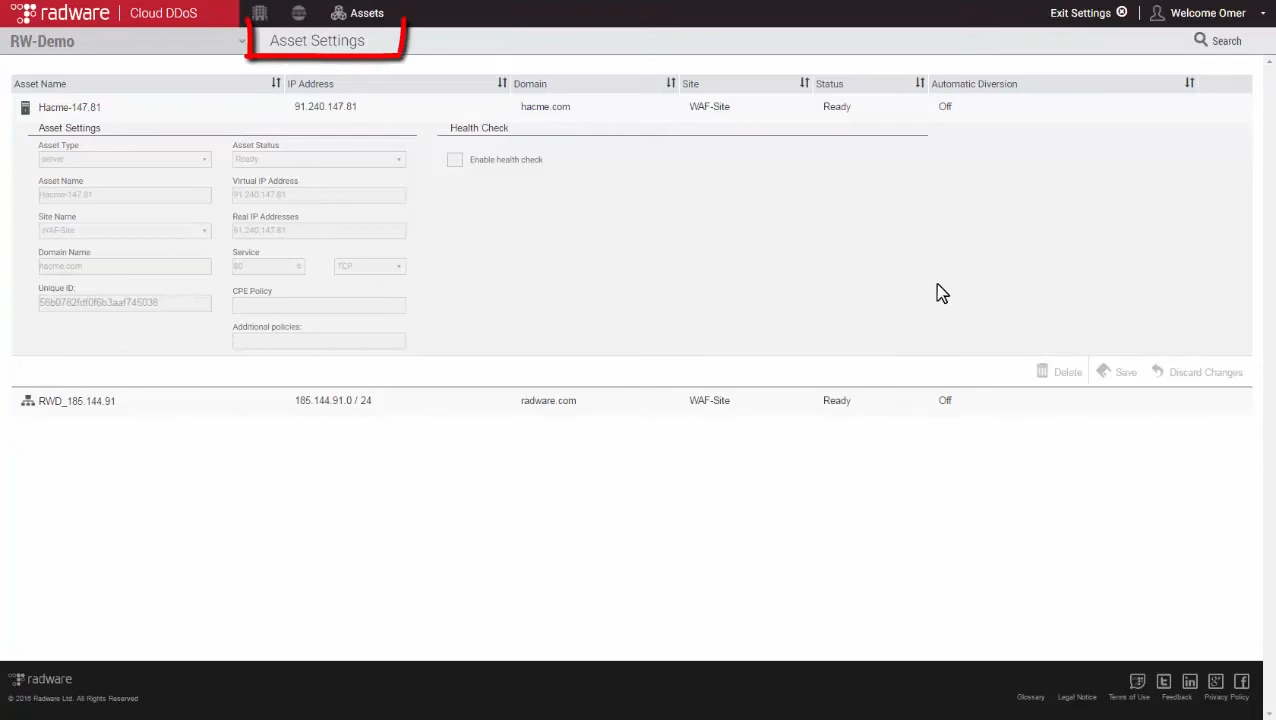 radware Cloud DDoS Assets Exit Settings Welcome Omer
RW-Demo Asset Settings Search
Asset Name IP Address Domain Site Status Automatic Diversion
Hacme-147.81 91.240.147.81 hacme.com WAF-Site Ready Off
Asset Settings Health Check
Asset Type Asset Status
server Ready Enable health check
Asset Name Virtual IP Address
Hacme-147.81 91.240.147.81
Site Name Real IP Addresses
WAF-Site 91.240.147.81
Domain Name Service
hacme.com 80 TCP
Unique ID: CPE Policy
56b0782fdf0f6b3aaf745038
Additional policies:
Delete Save Discard Changes
RWD_185.144.91 185.144.91.0 / 24 radware.com WAF-Site Ready Off
radware
© 2016 Radware Ltd. All Rights Reserved Glossary Legal Notice Terms of Use Feedback Privacy Policy